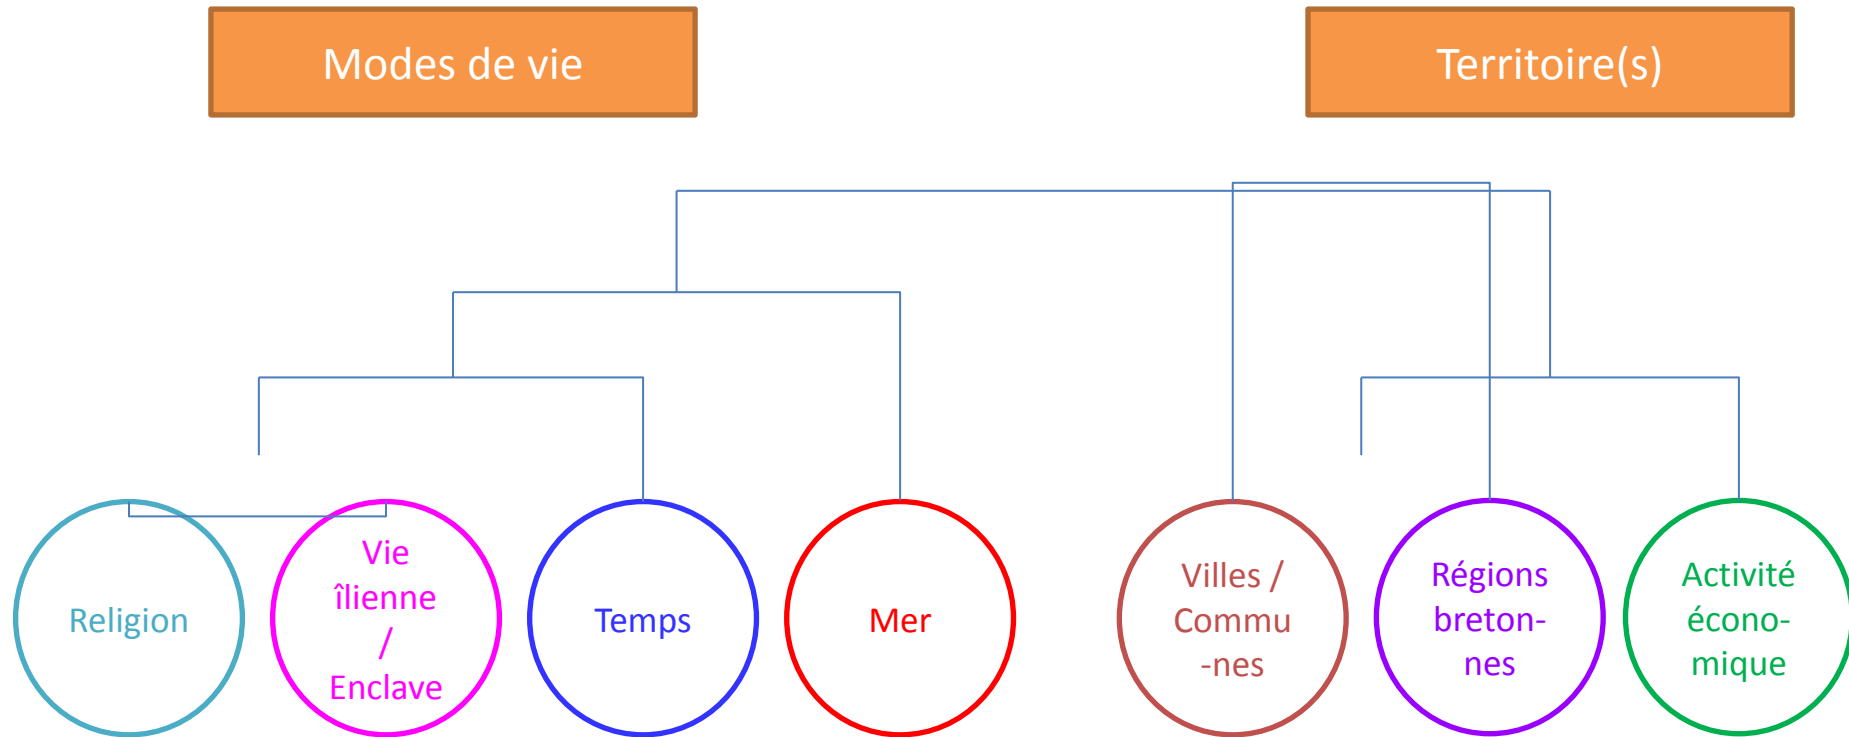 Modes de vie
Territoire(s)
Religion
Vie
îlienne
/
Enclave
Temps
Mer
Villes /
Commu
-nes
Régions
breton-
nes
Activité
écono-
mique